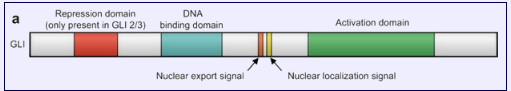 a
Repression domain
(only present in GLI 2/3)
DNA
binding domain
Activation domain
GLI
Nuclear export signal
Nuclear localization signal